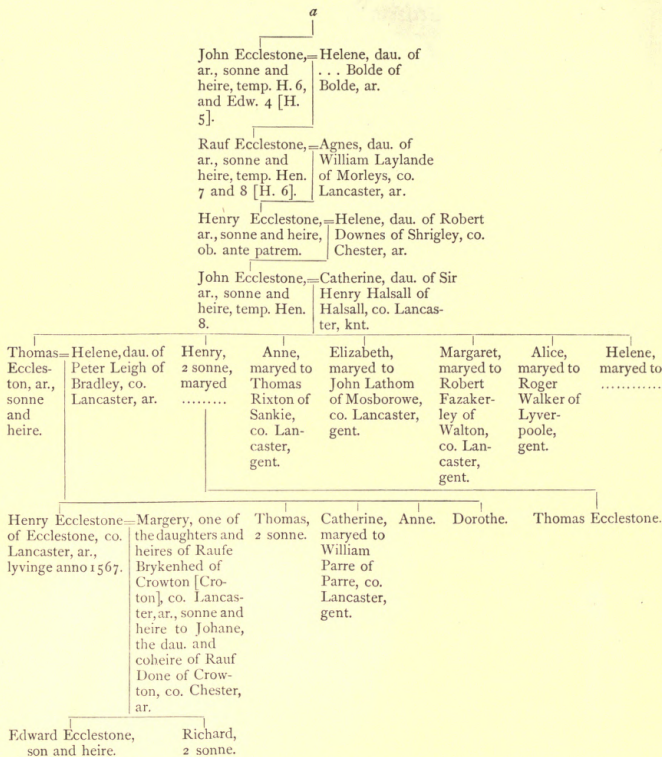 a
John Ecclestone,=Helene, dau. of
ar., sonne and
. . . Bolde of
heire, temp. H. 6,
Bolde, ar.
and Edw. 4 [H.
5].
Rauf Ecclestone,=Agnes, dau. of
ar., sonne and
William Laylande
heire, temp. Hen.
of Morleys, co.
7 and 8 [H. 6].
Lancaster, ar.
Henry Ecclestone,=Helene, dau. of Robert
ar., sonne and heire,
Downes of Shrigley, co.
ob. ante patrem.
Chester, ar.
John Ecclestone,=Catherine, dau. of Sir
ar., sonne and
Henry Halsall of
heire, temp. Hen.
Halsall, co. Lancas-
8.
ter, knt.
Thomas=Helene, dau. of
Eccles-
Peter Leigh of
ton, ar.,
Bradley, co.
sonne
Lancaster, ar.
and
heire.
Henry,
2 sonne,
maryed
.........
Anne,
maryed to
Thomas
Rixton of
Sankie,
co. Lan-
caster,
gent.
Elizabeth,
maryed to
John Lathom
of Mosborowe,
co. Lancaster,
gent.
Margaret,
maryed to
Robert
Fazaker-
ley of
Walton,
co. Lan-
caster,
gent.
Alice,
maryed to
Roger
Walker of
Lyver-
poole,
gent.
Helene,
maryed to
............
Henry Ecclestone=Margery, one of
of Ecclestone, co.
the daughters and
Lancaster, ar.,
heires of Raufe
lyvinge anno 1567.
Brykenhed of
Crowton [Cro-
ton], co. Lancas-
ter, ar., sonne and
heire to Johane,
the dau. and
coheire of Rauf
Done of Crow-
ton, co. Chester,
ar.
Thomas,
2 sonne.
Catherine,
maryed to
William
Parre of
Parre, co.
Lancaster,
gent.
Anne.
Dorothe.
Thomas Ecclestone.
Edward Ecclestone,
son and heire.
Richard,
2 sonne.